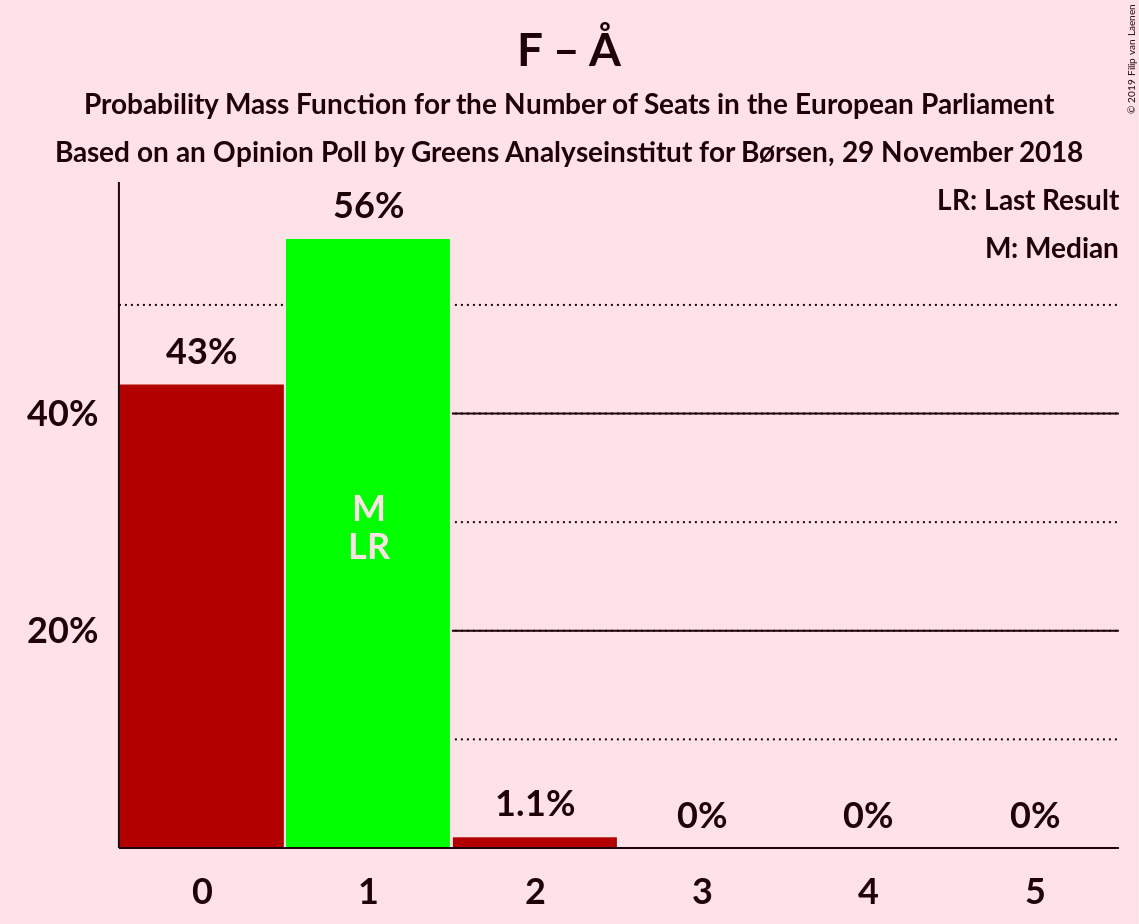 F – Å
Probability Mass Function for the Number of Seats in the European Parliament
Based on an Opinion Poll by Greens Analyseinstitut for Børsen, 29 November 2018
© 2019 Filip van Laenen
LR: Last Result
M: Median
56%
43%
40%
M
LR
20%
1.1%
0%
0%
0%
0
1
2
3
4
5